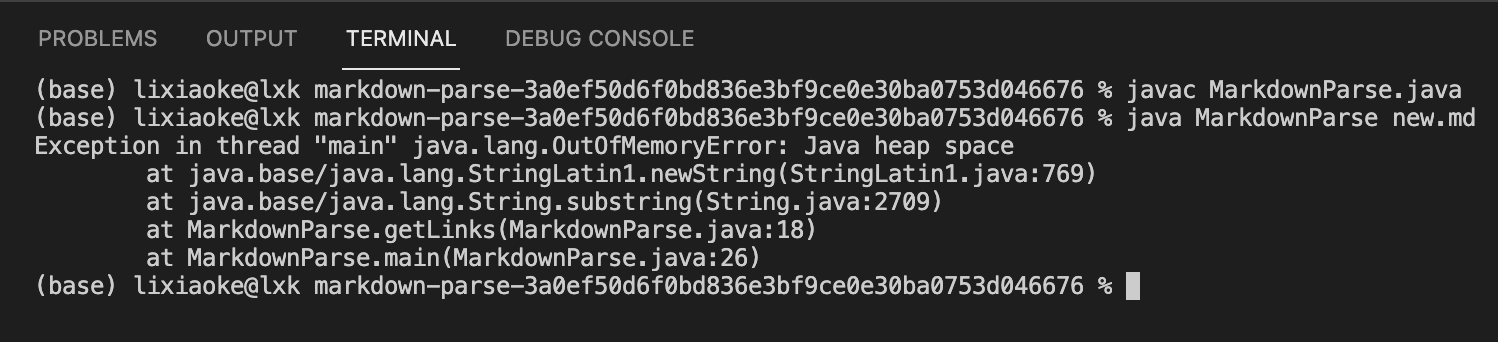 PROBLEMS OUTPUT TERMINAL DEBUG CONSOLE
(base) lixiaoke@lxk markdown-parse-3a0ef50d6f0bd836e3bf9ce0e30ba0753d046676 % javac MarkdownParse.java
(base) lixiaoke@lxk markdown-parse-3a0ef50d6f0bd836e3bf9ce0e30ba0753d046676 % java MarkdownParse new.md
Exception in thread "main" java.lang.OutOfMemoryError: Java heap space
        at java.base/java.lang.StringLatin1.newString(StringLatin1.java:769)
        at java.base/java.lang.String.substring(String.java:2709)
        at MarkdownParse.getLinks(MarkdownParse.java:18)
        at MarkdownParse.main(MarkdownParse.java:26)
(base) lixiaoke@lxk markdown-parse-3a0ef50d6f0bd836e3bf9ce0e30ba0753d046676 %